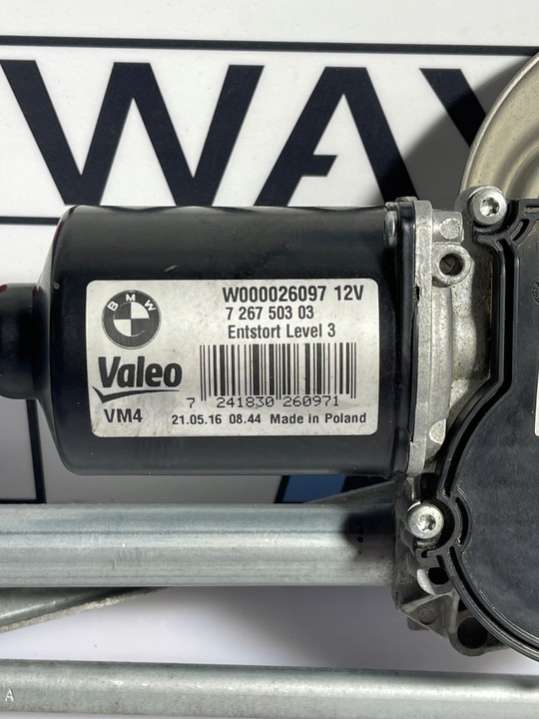 WAY
BMW
W000026097 12V
7 267 503 03
Entstort Level 3
Valeo
7 241830 260971
VM4
21.05.16 08.44 Made in Poland
A